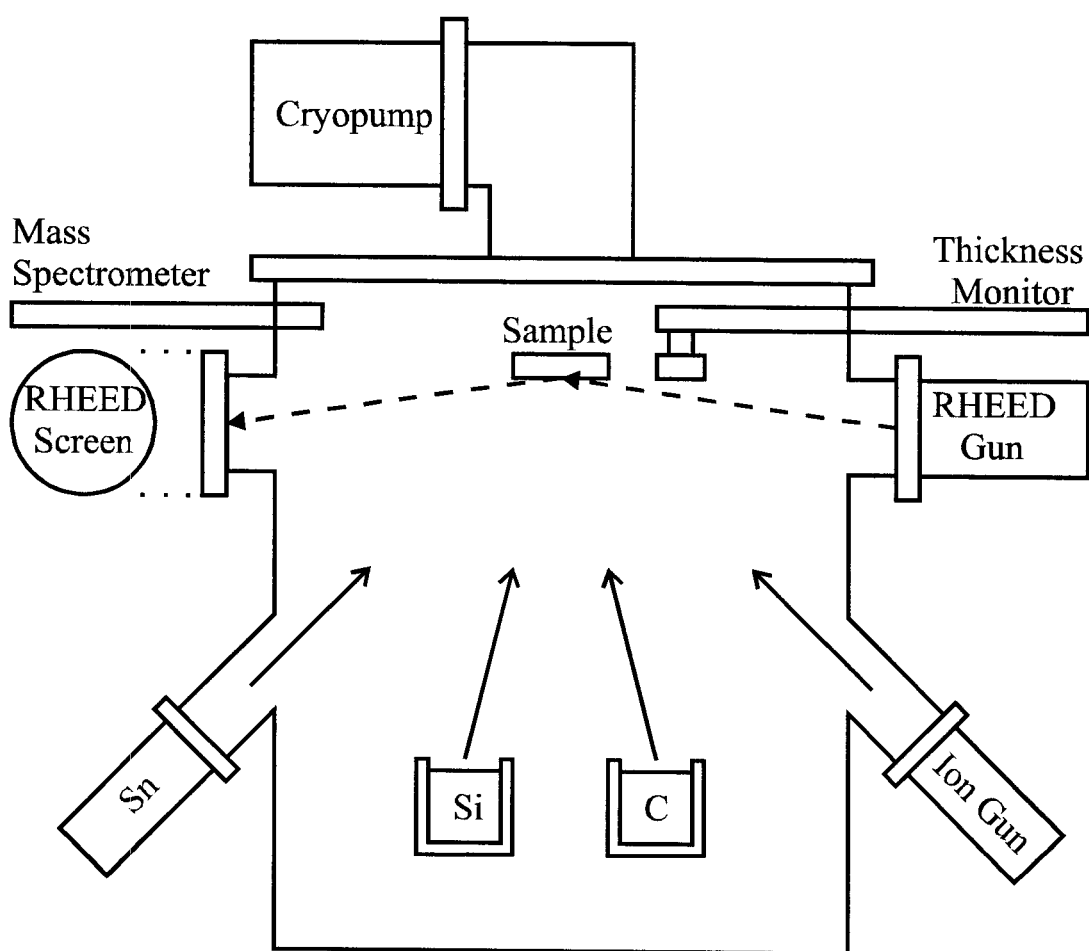 Cryopump
Mass
Spectrometer
Thickness
Monitor
Sample
RHEED
Screen
RHEED
Gun
Sn
Si
C
Ion Gun